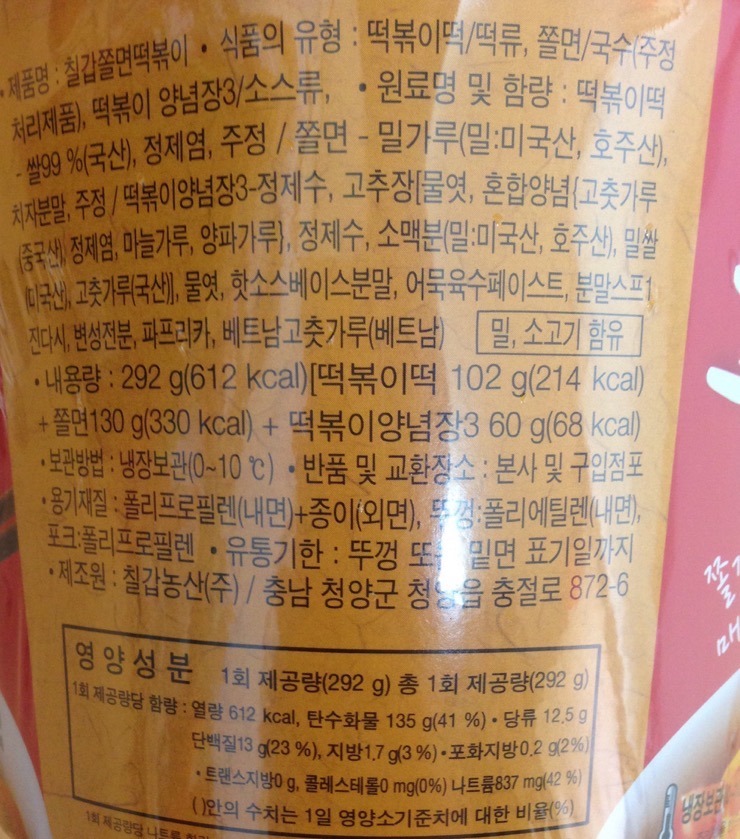 • 제품명 : 칠갑쫄면떡볶이 • 식품의 유형 : 떡볶이떡/떡류, 쫄면/국수(주정
처리제품), 떡볶이 양념장3/소스류, • 원료명 및 함량 : 떡볶이떡
- 쌀99 %(국산), 정제염, 주정 / 쫄면 - 밀가루(밀:미국산, 호주산),
치자분말, 주정 / 떡볶이양념장3-정제수, 고추장[물엿, 혼합양념{고춧가루
(중국산), 정제염, 마늘가루, 양파가루}, 정제수, 소맥분(밀:미국산, 호주산), 밀쌀
(미국산), 고춧가루(국산)], 물엿, 핫소스베이스분말, 어묵육수페이스트, 분말스프1,
진다시, 변성전분, 파프리카, 베트남고춧가루(베트남) 밀, 소고기 함유
• 내용량 : 292 g(612 kcal)[떡볶이떡 102 g(214 kcal)
+ 쫄면130 g(330 kcal) + 떡볶이양념장3 60 g(68 kcal)
• 보관방법 : 냉장보관(0~10 ℃) • 반품 및 교환장소 : 본사 및 구입점포
• 용기재질 : 폴리프로필렌(내면)+종이(외면), 뚜껑:폴리에틸렌(내면),
포크:폴리프로필렌 • 유통기한 : 뚜껑 또는 밑면 표기일까지
• 제조원 : 칠갑농산(주) / 충남 청양군 청양읍 충절로 872-6
영양성분 1회 제공량(292 g) 총 1회 제공량(292 g)
1회 제공량당 함량 : 열량 612 kcal, 탄수화물 135 g(41 %) • 당류 12.5 g
단백질13 g(23 %), 지방1.7 g(3 %) • 포화지방0.2 g(2%)
• 트랜스지방0 g, 콜레스테롤0 mg(0%) 나트륨837 mg(42 %)
( )안의 수치는 1일 영양소기준치에 대한 비율(%)
1회 제공량당 나트륨
냉장보관